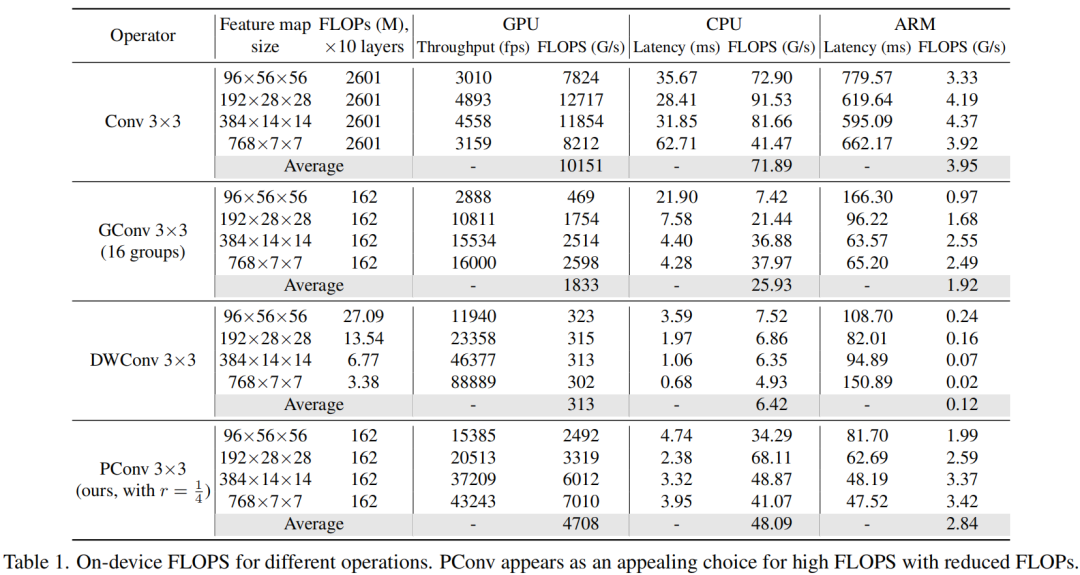 Operator Feature map size FLOPs (M), ×10 layers GPU CPU ARM
Throughput (fps) FLOPS (G/s) Latency (ms) FLOPS (G/s) Latency (ms) FLOPS (G/s)
Conv 3×3
96×56×56 2601 3010 7824 35.67 72.90 779.57 3.33
192×28×28 2601 4893 12717 28.41 91.53 619.64 4.19
384×14×14 2601 4558 11854 31.85 81.66 595.09 4.37
768×7×7 2601 3159 8212 62.71 41.47 662.17 3.92
Average - 10151 - 71.89 - 3.95
GConv 3×3
(16 groups)
96×56×56 162 2888 469 21.90 7.42 166.30 0.97
192×28×28 162 10811 1754 7.58 21.44 96.22 1.68
384×14×14 162 15534 2514 4.40 36.88 63.57 2.55
768×7×7 162 16000 2598 4.28 37.97 65.20 2.49
Average - 1833 - 25.93 - 1.92
DWConv 3×3
96×56×56 27.09 11940 323 3.59 7.52 108.70 0.24
192×28×28 13.54 23358 315 1.97 6.86 82.01 0.16
384×14×14 6.77 46377 313 1.06 6.35 94.89 0.07
768×7×7 3.38 88889 302 0.68 4.93 150.89 0.02
Average - 313 - 6.42 - 0.12
PConv 3×3
(ours, with r = 1/4)
96×56×56 162 15385 2492 4.74 34.29 81.70 1.99
192×28×28 162 20513 3319 2.38 68.11 62.69 2.59
384×14×14 162 37209 6012 3.32 48.87 48.19 3.37
768×7×7 162 43243 7010 3.95 41.07 47.52 3.42
Average - 4708 - 48.09 - 2.84
Table 1. On-device FLOPS for different operations. PConv appears as an appealing choice for high FLOPS with reduced FLOPs.